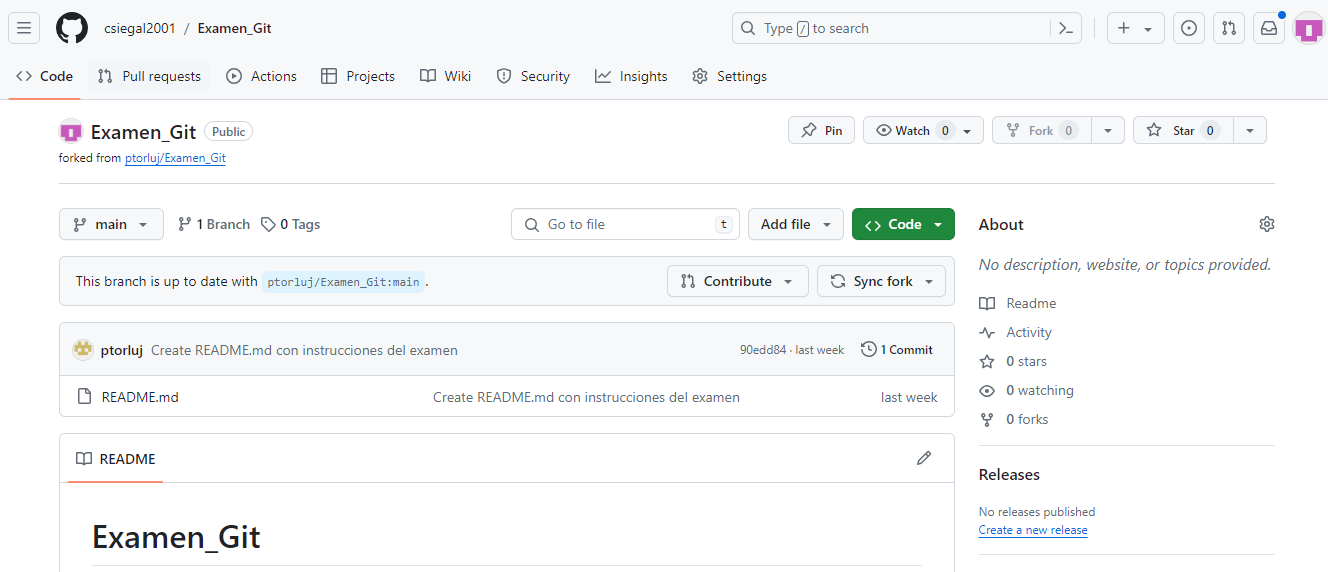 csiegal2001 / Examen_Git
Type / to search
Code
Pull requests
Actions
Projects
Wiki
Security
Insights
Settings
Examen_Git Public
Pin
Watch 0
Fork 0
Star 0
forked from ptorluj/Examen_Git
main
1 Branch
0 Tags
Go to file t
Add file
Code
This branch is up to date with ptorluj/Examen_Git:main .
Contribute
Sync fork
ptorluj Create README.md con instrucciones del examen
90edd84 · last week
1 Commit
README.md
Create README.md con instrucciones del examen
last week
README
Examen_Git
About
No description, website, or topics provided.
Readme
Activity
0 stars
0 watching
0 forks
Releases
No releases published
Create a new release